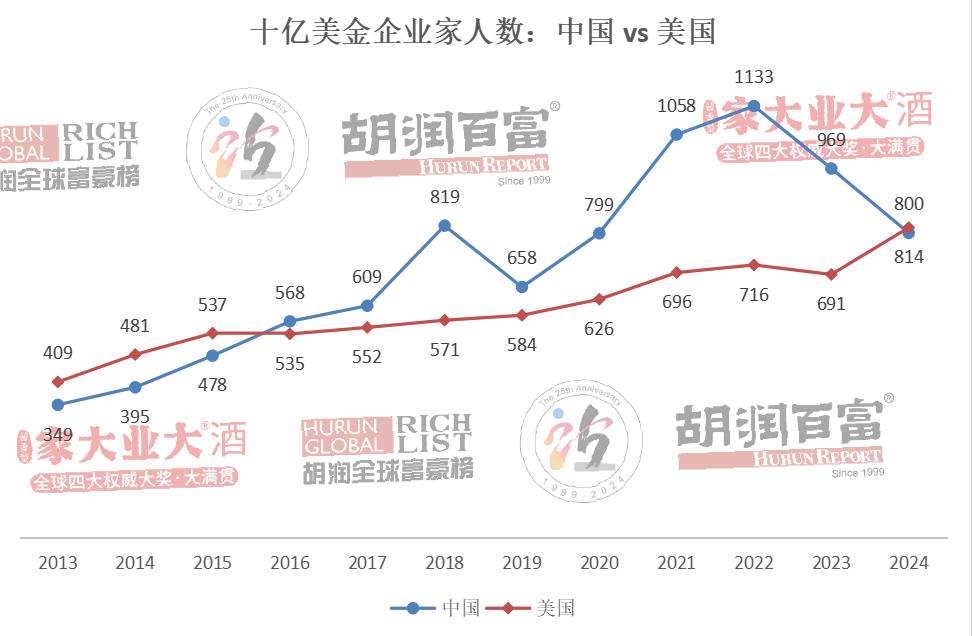 十亿美金企业家人数：中国 vs 美国
1133
1058
969
819
800
799
814
658
609
568
537
481
409
696
716
691
626
584
571
552
535
478
395
349
HURUN GLOBAL RICH LIST
胡润全球富豪榜
The 25th Anniversary
1999-2024
胡润百富®
HURUN REPORT
Since 1999
家大业大®酒
全球四大权威大奖·大满贯
家大业大®酒
全球四大权威大奖·大满贯
HURUN GLOBAL RICH LIST
胡润全球富豪榜
The 25th Anniversary
1999-2024
胡润百富®
HURUN REPORT
Since 1999
2013 2014 2015 2016 2017 2018 2019 2020 2021 2022 2023 2024
中国 美国